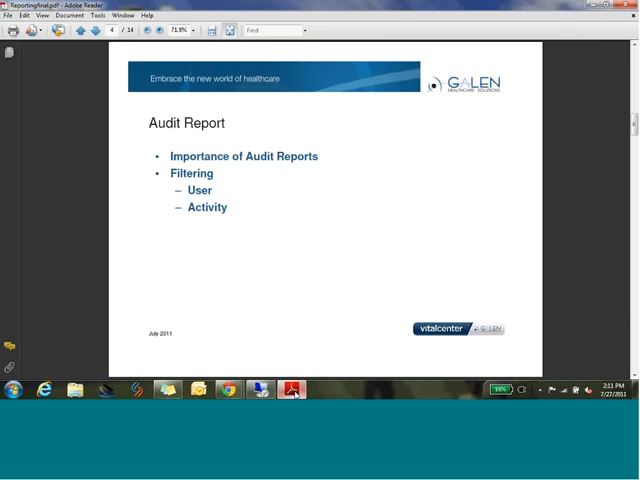 Reportingfinal.pdf - Adobe Reader
File Edit View Document Tools Window Help
4 / 14 71.9% Find
Embrace the new world of healthcare
GALEN
HEALTHCARE SOLUTIONS
Audit Report
• Importance of Audit Reports
• Filtering
– User
– Activity
July 2011
vitalcenter GALEN
99% 2:11 PM
7/27/2011